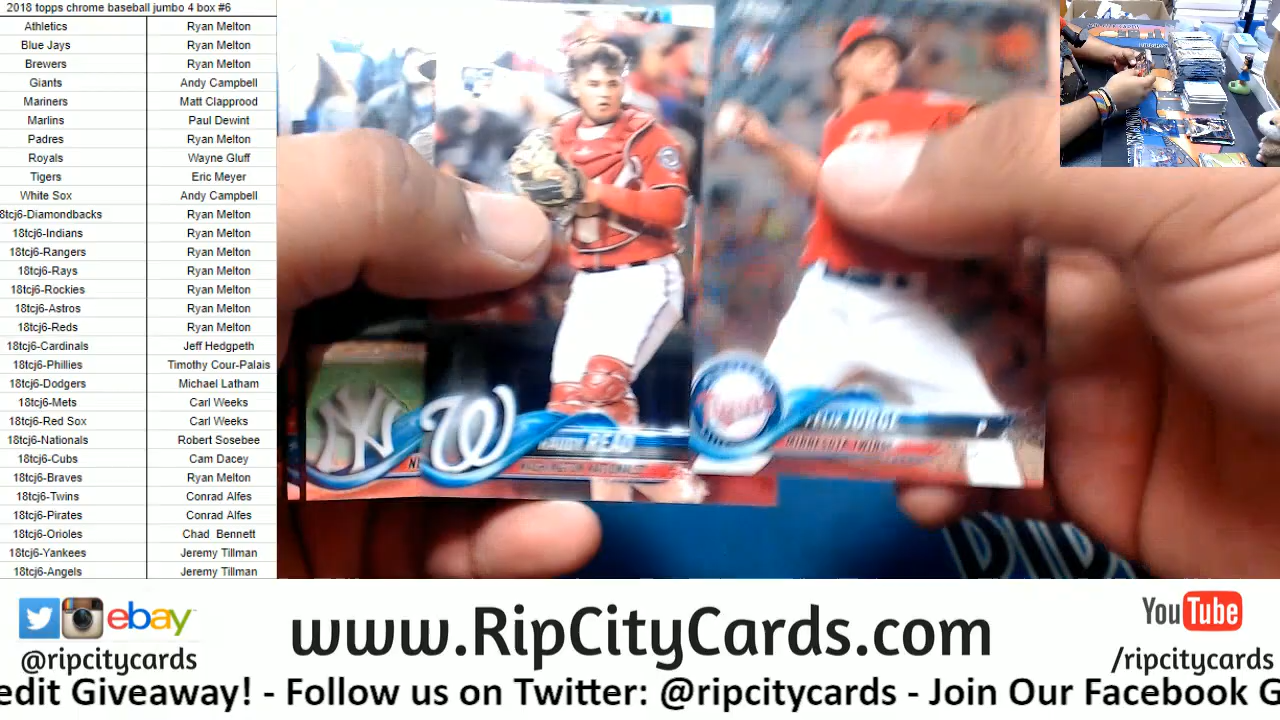 2018 topps chrome baseball jumbo 4 box #6
Athletics Ryan Melton
Blue Jays Ryan Melton
Brewers Ryan Melton
Giants Andy Campbell
Mariners Matt Clapprood
Marlins Paul Dewint
Padres Ryan Melton
Royals Wayne Gluff
Tigers Eric Meyer
White Sox Andy Campbell
8tcj6-Diamondbacks Ryan Melton
18tcj6-Indians Ryan Melton
18tcj6-Rangers Ryan Melton
18tcj6-Rays Ryan Melton
18tcj6-Rockies Ryan Melton
18tcj6-Astros Ryan Melton
18tcj6-Reds Ryan Melton
18tcj6-Cardinals Jeff Hedgpeth
18tcj6-Phillies Timothy Cour-Palais
18tcj6-Dodgers Michael Latham
18tcj6-Mets Carl Weeks
18tcj6-Red Sox Carl Weeks
18tcj6-Nationals Robert Sosebee
18tcj6-Cubs Cam Dacey
18tcj6-Braves Ryan Melton
18tcj6-Twins Conrad Alfes
18tcj6-Pirates Conrad Alfes
18tcj6-Orioles Chad Bennett
18tcj6-Yankees Jeremy Tillman
18tcj6-Angels Jeremy Tillman
NY
W
READ
WASHINGTON NATIONALS
Twins
FELIX JORGE
MINNESOTA TWINS
ebay
@ripcitycards
www.RipCityCards.com
YouTube
/ripcitycards
edit Giveaway! - Follow us on Twitter: @ripcitycards - Join Our Facebook G